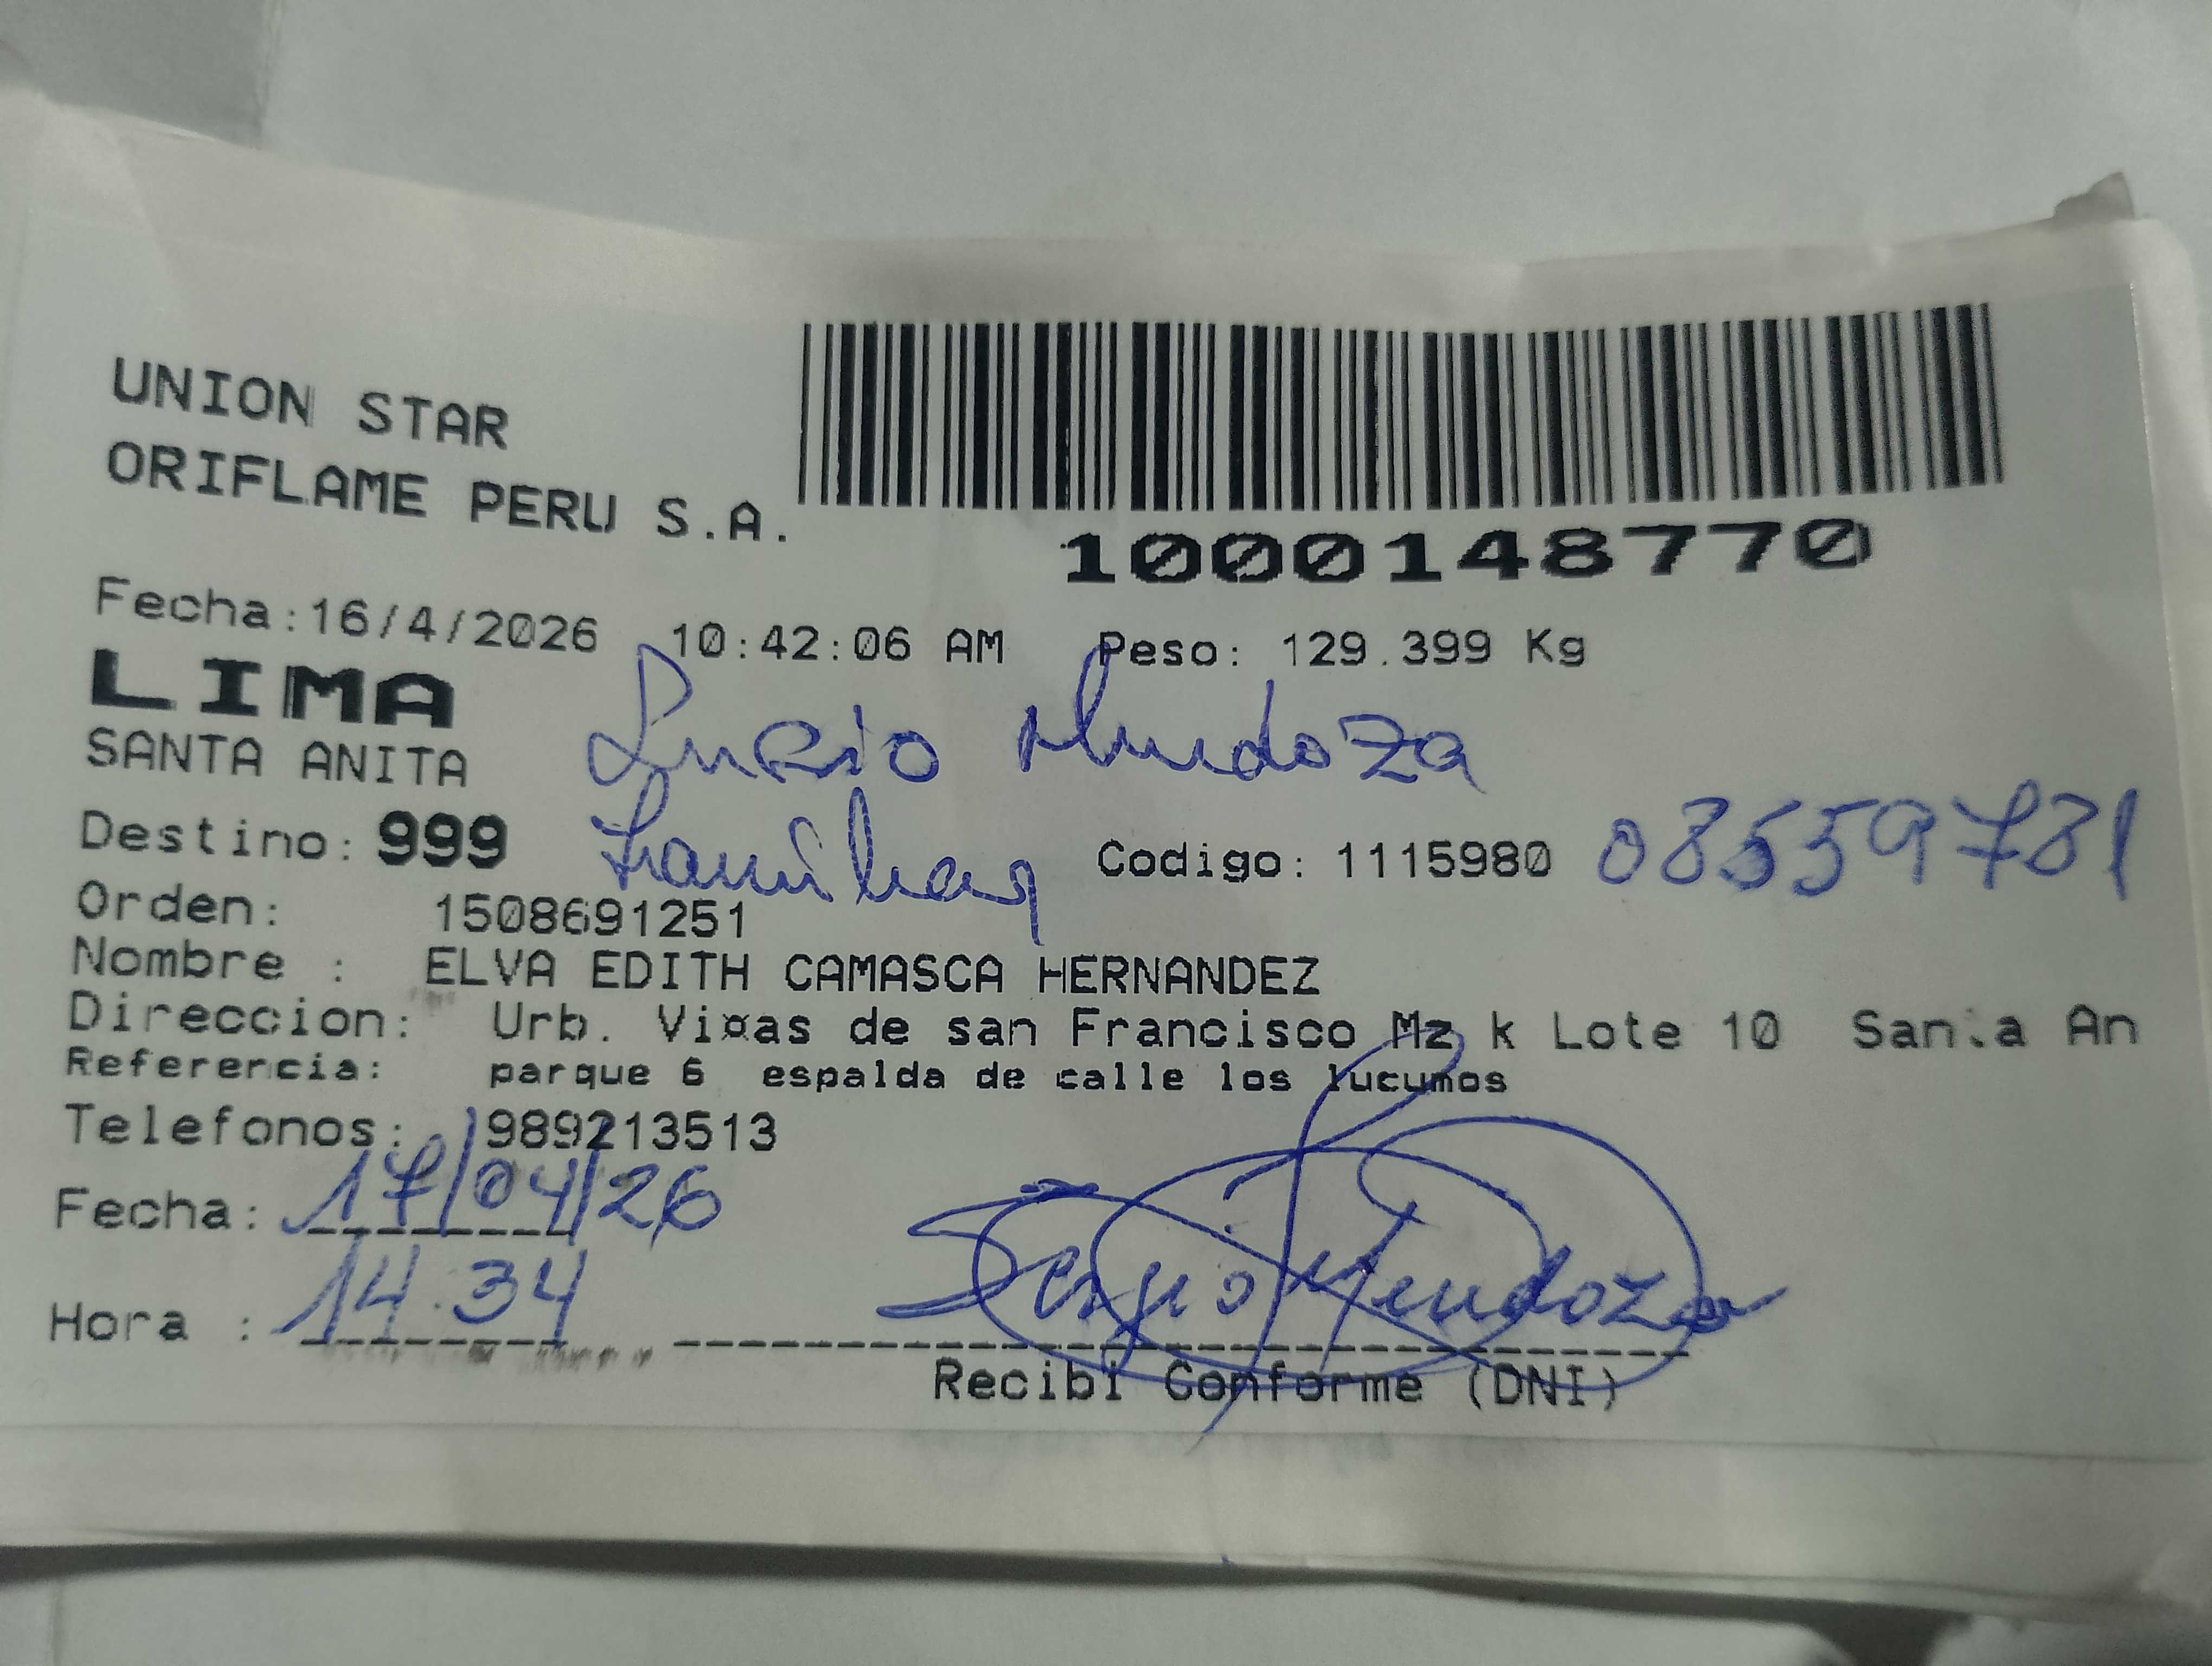 UNION STAR
ORIFLAME PERU S.A.
1000148770
Fecha:16/4/2026 10:42:06 AM Peso: 129.399 Kg
LIMA
SANTA ANITA Mendoza
Destino: 999 Familiar Codigo: 1115980 08559781
Orden: 1508691251
Nombre : ELVA EDITH CAMASCA HERNANDEZ
Direccion: Urb. Vi¤as de san Francisco Mz k Lote 10 Santa An
Referencia: parque 6 espalda de calle los lucumos
Telefonos: 989213513
Fecha: 17/04/26
Hora : 14.34 Sergio Mendoza
Recibi Conforme (DNI)